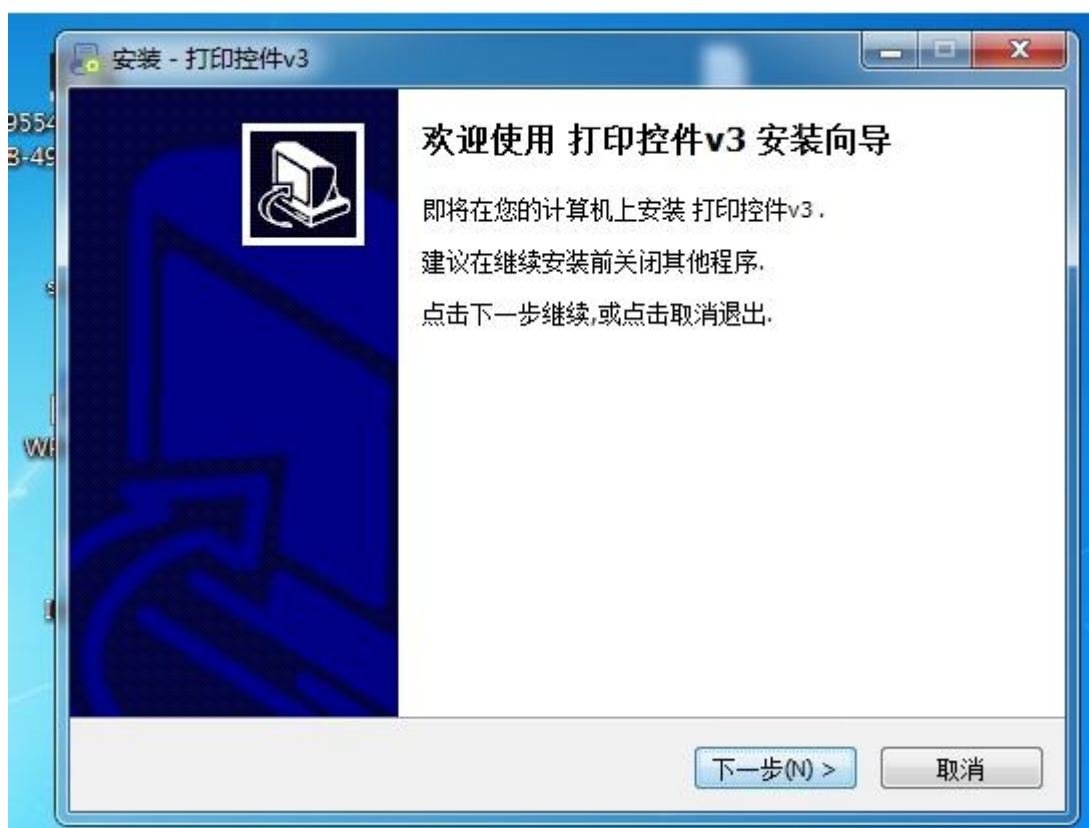 安装 - 打印控件v3
9554
8-49
欢迎使用 打印控件v3 安装向导
即将在您的计算机上安装 打印控件v3 .
建议在继续安装前关闭其他程序.
点击下一步继续,或点击取消退出.
下一步(N) >
取消